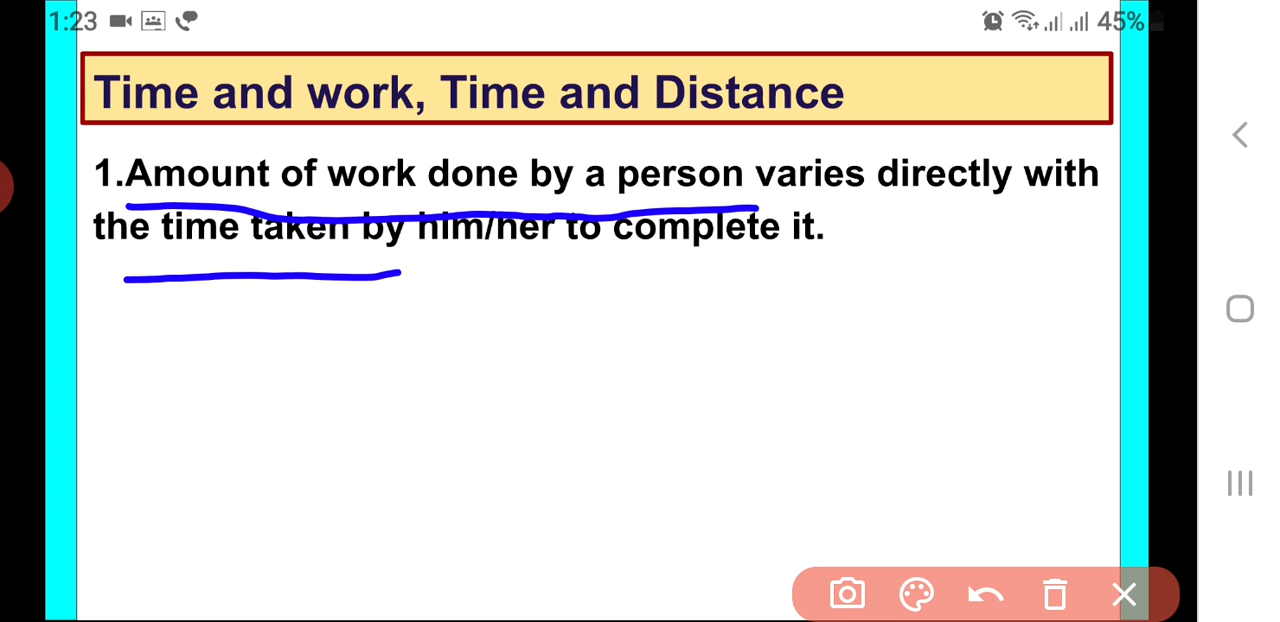 1:23
45%
Time and work, Time and Distance
1.Amount of work done by a person varies directly with
the time taken by him/her to complete it.